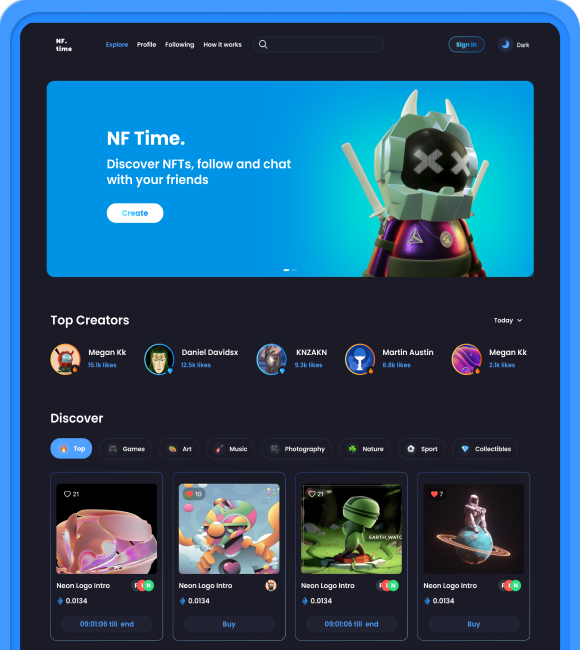 NF.
time
Explore Profile Following How it works
Sign in
Dark
NF Time.
Discover NFTs, follow and chat
with your friends
Create
Top Creators
Today
Megan Kk
15.1k likes
Daniel Davidsx
12.5k likes
KNZAKN
9.3k likes
Martin Austin
6.8k likes
Megan Kk
2.1k likes
Discover
Top Games Art Music Photography Nature Sport Collectibles
21
Neon Logo Intro
F I N
0.0134
09:01:06 till end
10
Neon Logo Intro
0.0134
Buy
21
EARTH_WATC
Neon Logo Intro
F I N
0.0134
09:01:06 till end
7
Neon Logo Intro
F I N
0.0134
Buy